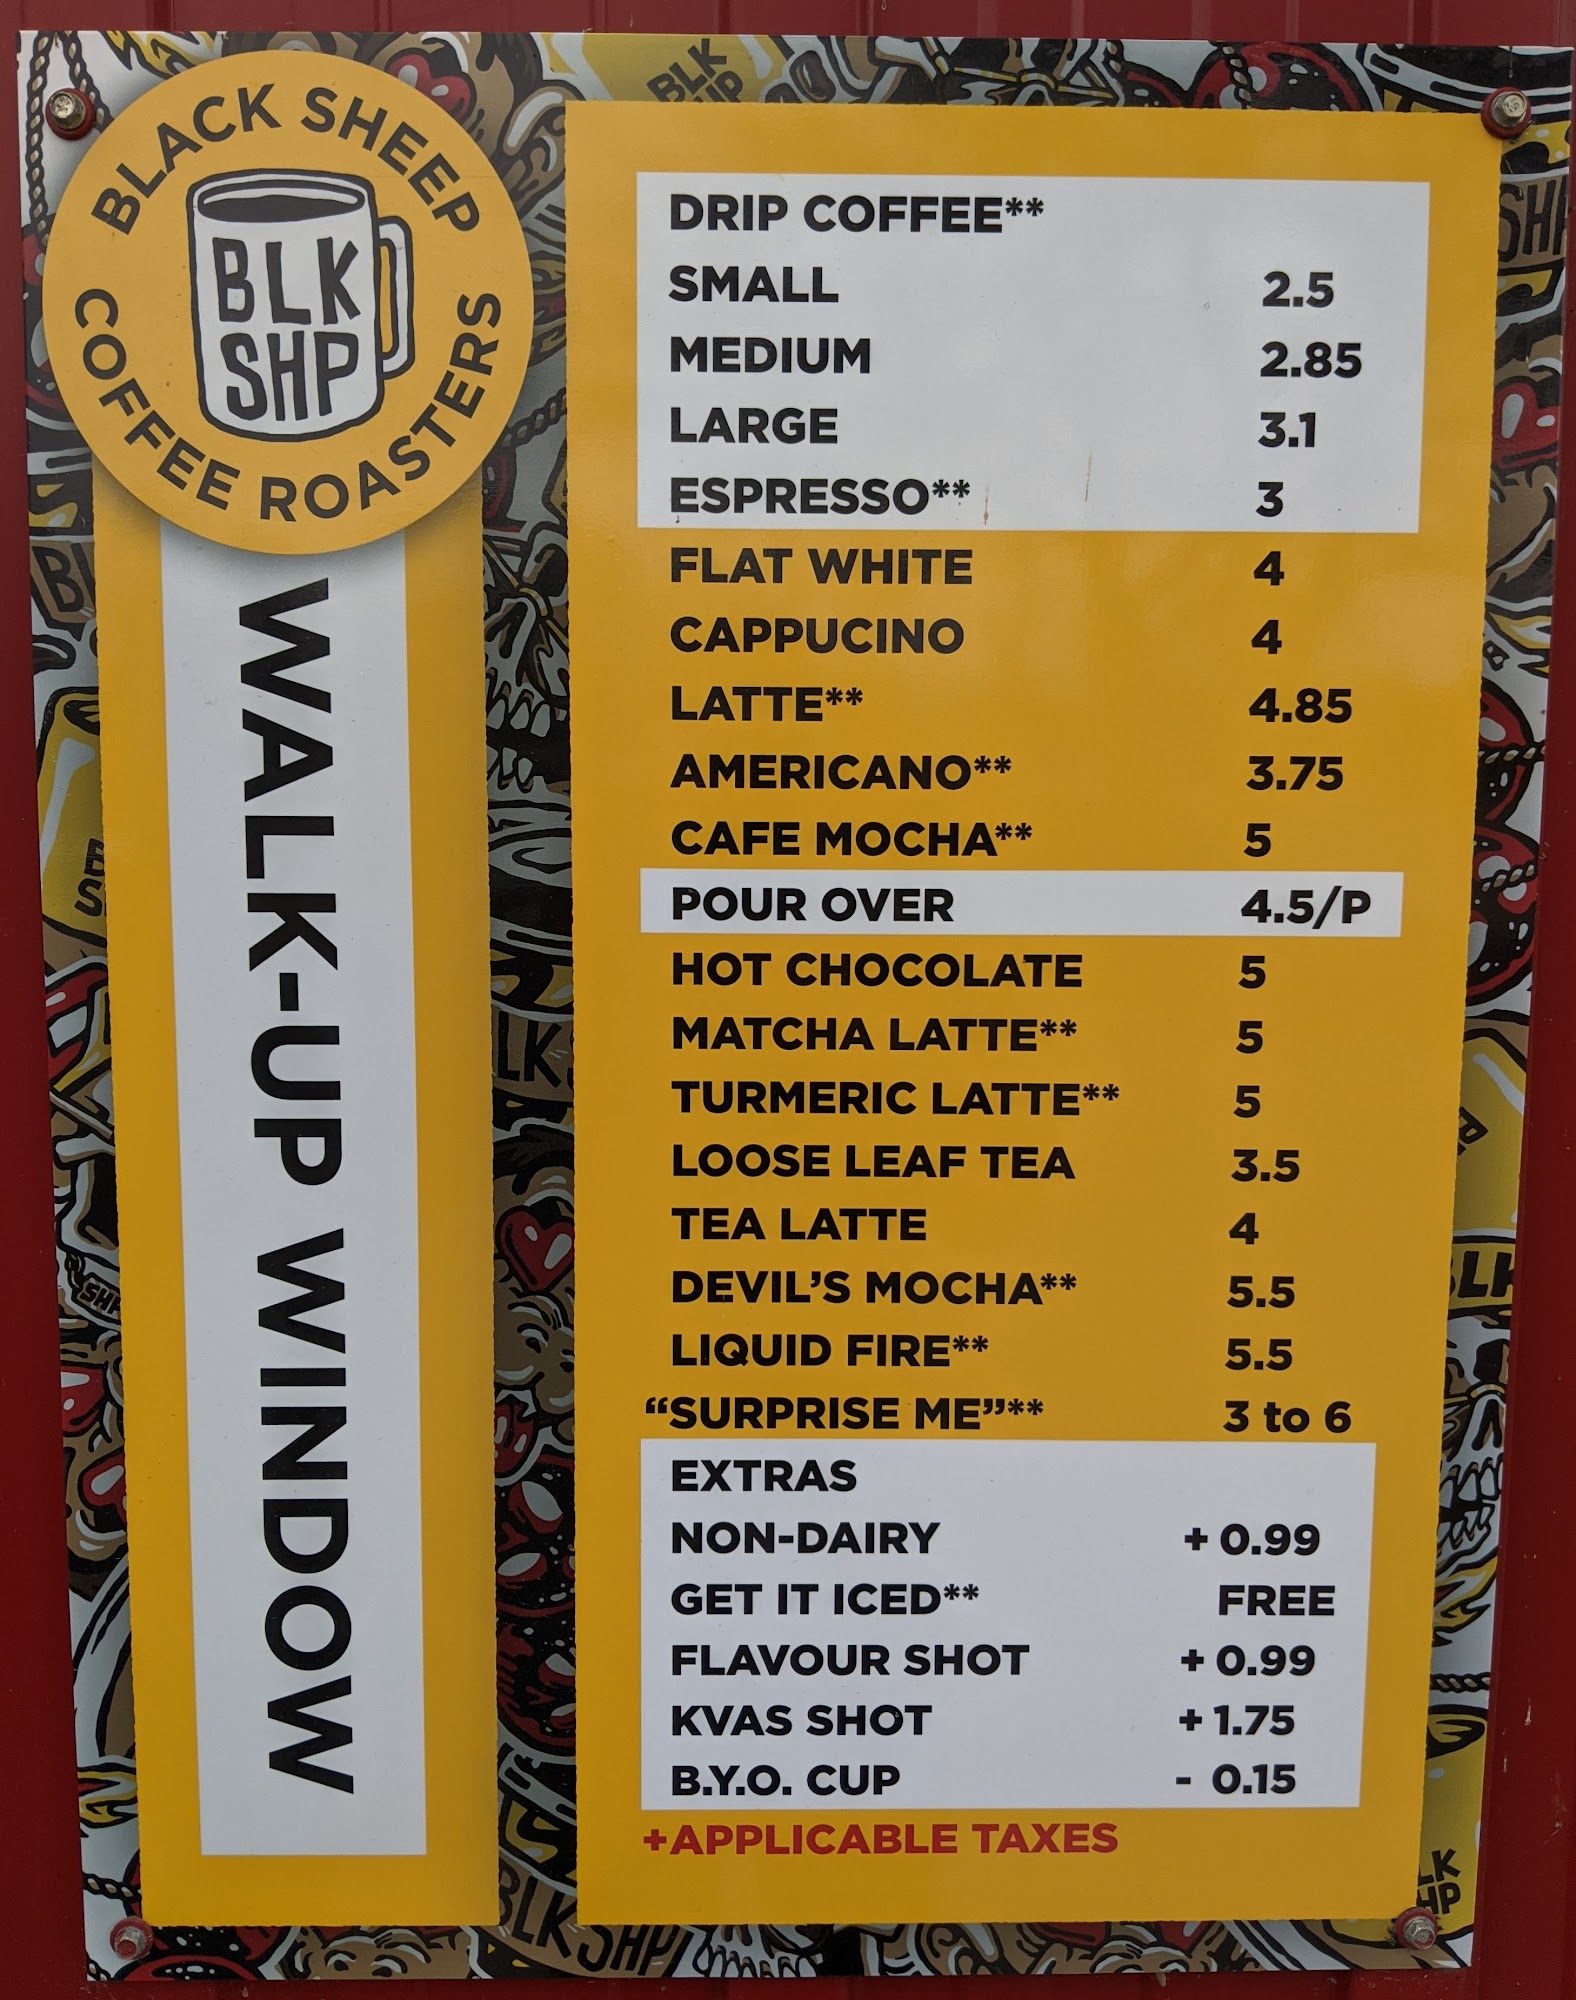 BLACK SHEEP
COFFEE ROASTERS
BLK
SHP
WALK-UP WINDOW
DRIP COFFEE**
SMALL 2.5
MEDIUM 2.85
LARGE 3.1
ESPRESSO** 3
FLAT WHITE 4
CAPPUCINO 4
LATTE** 4.85
AMERICANO** 3.75
CAFE MOCHA** 5
POUR OVER 4.5/P
HOT CHOCOLATE 5
MATCHA LATTE** 5
TURMERIC LATTE** 5
LOOSE LEAF TEA 3.5
TEA LATTE 4
DEVIL'S MOCHA** 5.5
LIQUID FIRE** 5.5
“SURPRISE ME”** 3 to 6
EXTRAS
NON-DAIRY + 0.99
GET IT ICED** FREE
FLAVOUR SHOT + 0.99
KVAS SHOT + 1.75
B.Y.O. CUP - 0.15
+APPLICABLE TAXES